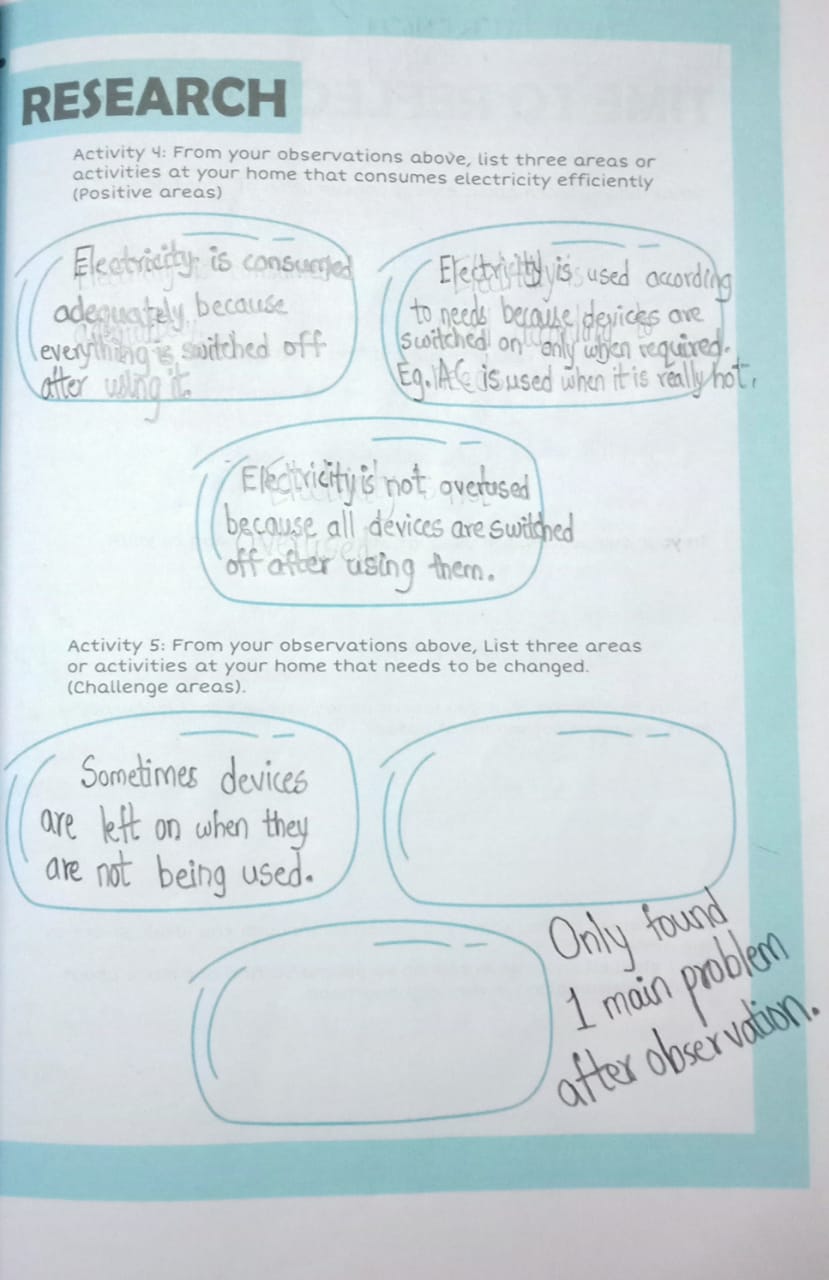 RESEARCH
Activity 4: From your observations above, list three areas or
activities at your home that consumes electricity efficiently
(Positive areas)
Electricity is consumed
adequately because
everything is switched off
after using it.
Electricity is used according
to needs because devices are
switched on only when required.
Eg. AC is used when it is really hot.
Electricity is not overused
because all devices are switched
off after using them.
Activity 5: From your observations above, List three areas
or activities at your home that needs to be changed.
(Challenge areas).
Sometimes devices
are left on when they
are not being used.
Only found
1 main problem
after observation.